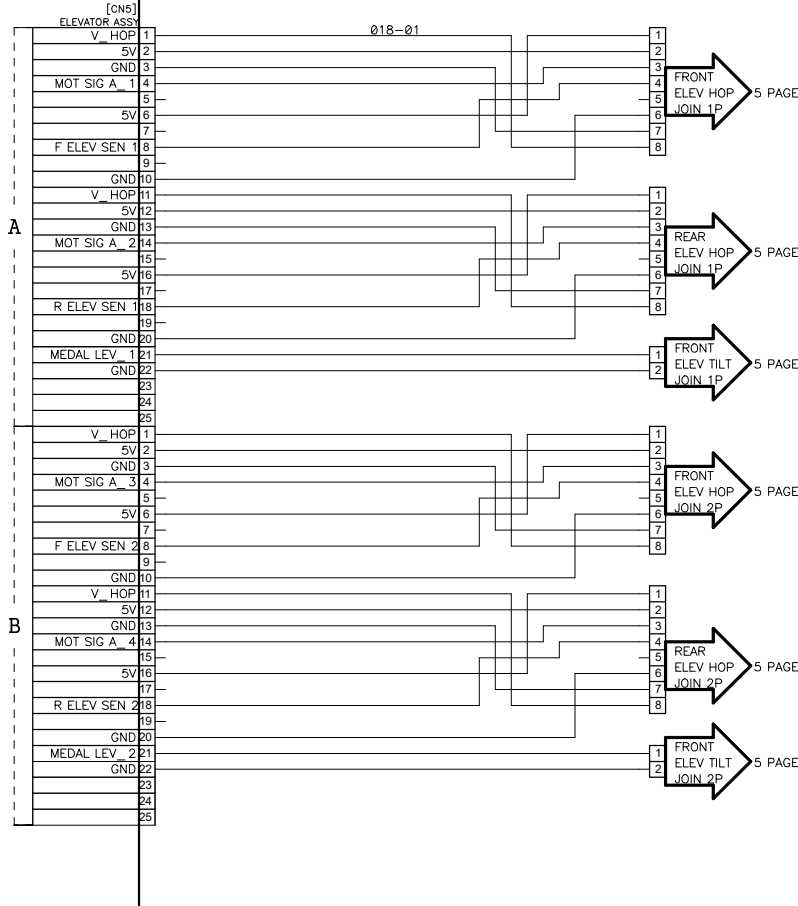 [CN5]
ELEVATOR ASSY
018-01
A
V_HOP 1
5V 2
GND 3
MOT SIG A_1 4
5
5V 6
7
F ELEV SEN 1 8
9
GND 10
V_HOP 11
5V 12
GND 13
MOT SIG A_2 14
15
5V 16
17
R ELEV SEN 1 18
19
GND 20
MEDAL LEV_1 21
GND 22
23
24
25
1
2
3
4
5
6
7
8
FRONT
ELEV HOP
JOIN 1P
5 PAGE
1
2
3
4
5
6
7
8
REAR
ELEV HOP
JOIN 1P
5 PAGE
1
2
FRONT
ELEV TILT
JOIN 1P
5 PAGE
B
V_HOP 1
5V 2
GND 3
MOT SIG A_3 4
5
5V 6
7
F ELEV SEN 2 8
9
GND 10
V_HOP 11
5V 12
GND 13
MOT SIG A_4 14
15
5V 16
17
R ELEV SEN 2 18
19
GND 20
MEDAL LEV_2 21
GND 22
23
24
25
1
2
3
4
5
6
7
8
FRONT
ELEV HOP
JOIN 2P
5 PAGE
1
2
3
4
5
6
7
8
REAR
ELEV HOP
JOIN 2P
5 PAGE
1
2
FRONT
ELEV TILT
JOIN 2P
5 PAGE